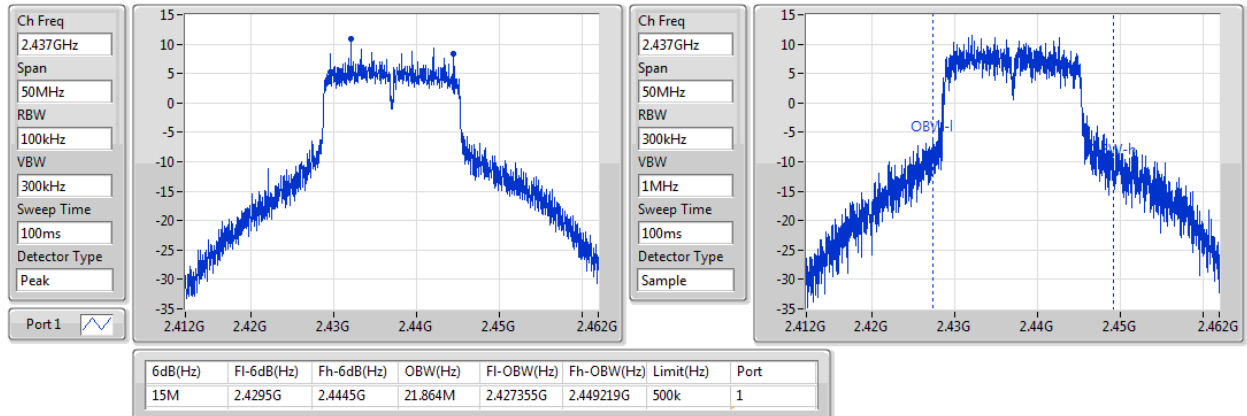 Ch Freq
2.437GHz
Span
50MHz
RBW
100kHz
VBW
300kHz
Sweep Time
100ms
Detector Type
Peak
Port 1
15
10
5
0
-5
-10
-15
-20
-25
-30
-35
2.412G 2.42G 2.43G 2.44G 2.45G 2.462G
Ch Freq
2.437GHz
Span
50MHz
RBW
300kHz
VBW
1MHz
Sweep Time
100ms
Detector Type
Sample
15
10
5
0
-5
-10
-15
-20
-25
-30
-35
2.412G 2.42G 2.43G 2.44G 2.45G 2.462G
6dB(Hz) Fl-6dB(Hz) Fh-6dB(Hz) OBW(Hz) Fl-OBW(Hz) Fh-OBW(Hz) Limit(Hz) Port
15M 2.4295G 2.4445G 21.864M 2.427355G 2.449219G 500k 1